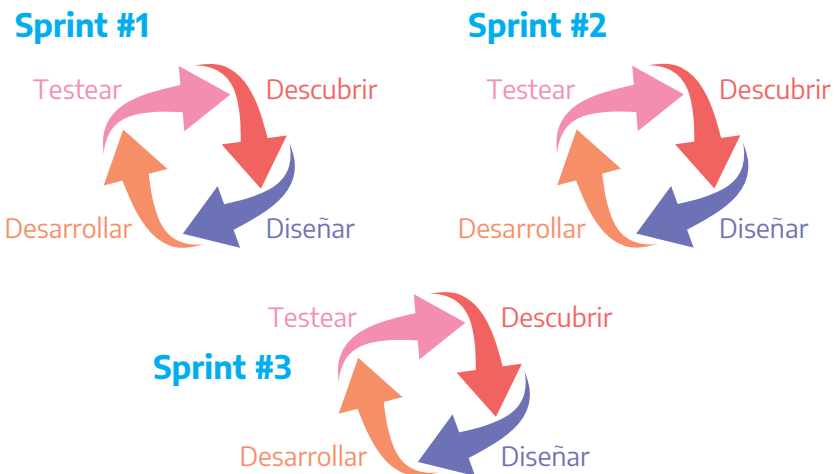 Sprint #1
Sprint #2
Testear
Descubrir
Testear
Descubrir
Desarrollar
Diseñar
Desarrollar
Diseñar
Testear
Descubrir
Sprint #3
Desarrollar
Diseñar